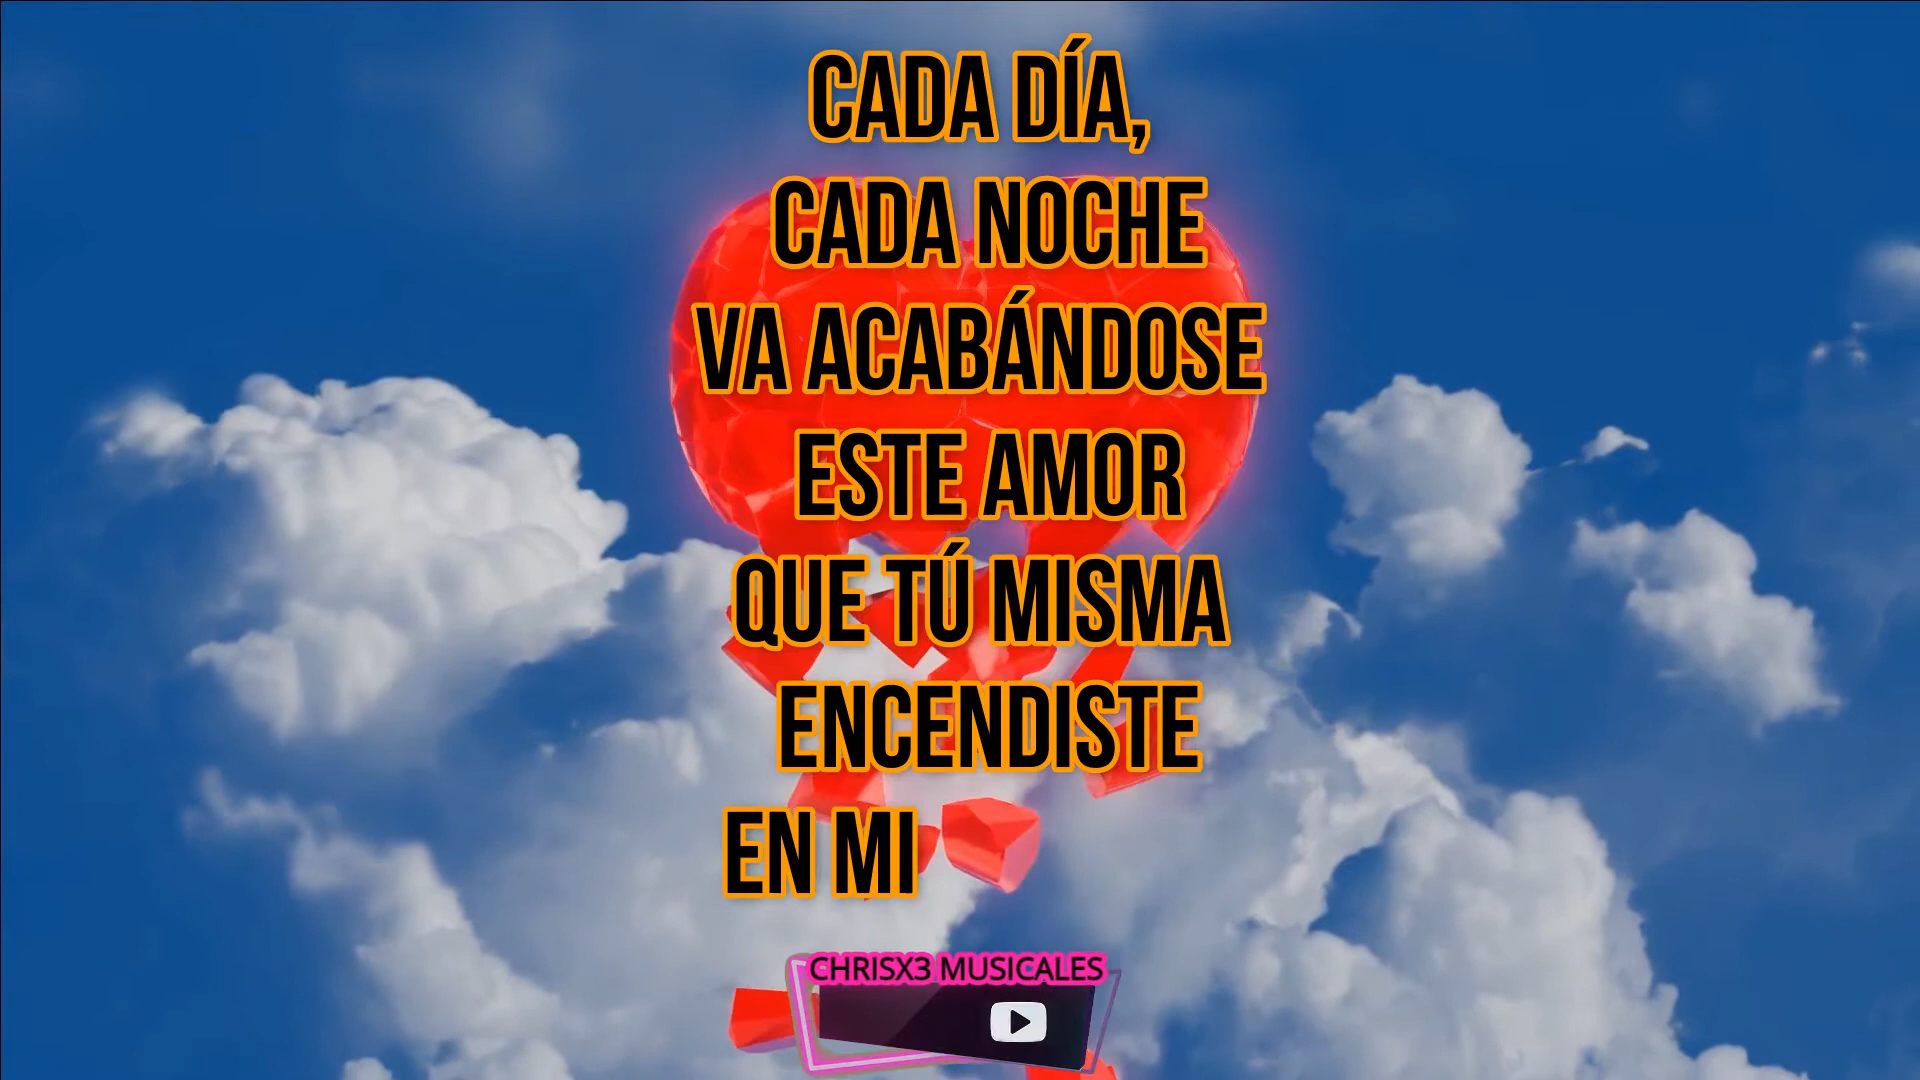 CADA DÍA,
CADA NOCHE
VA ACABÁNDOSE
ESTE AMOR
QUE TÚ MISMA
ENCENDISTE
EN MI
CHRISX3 MUSICALES